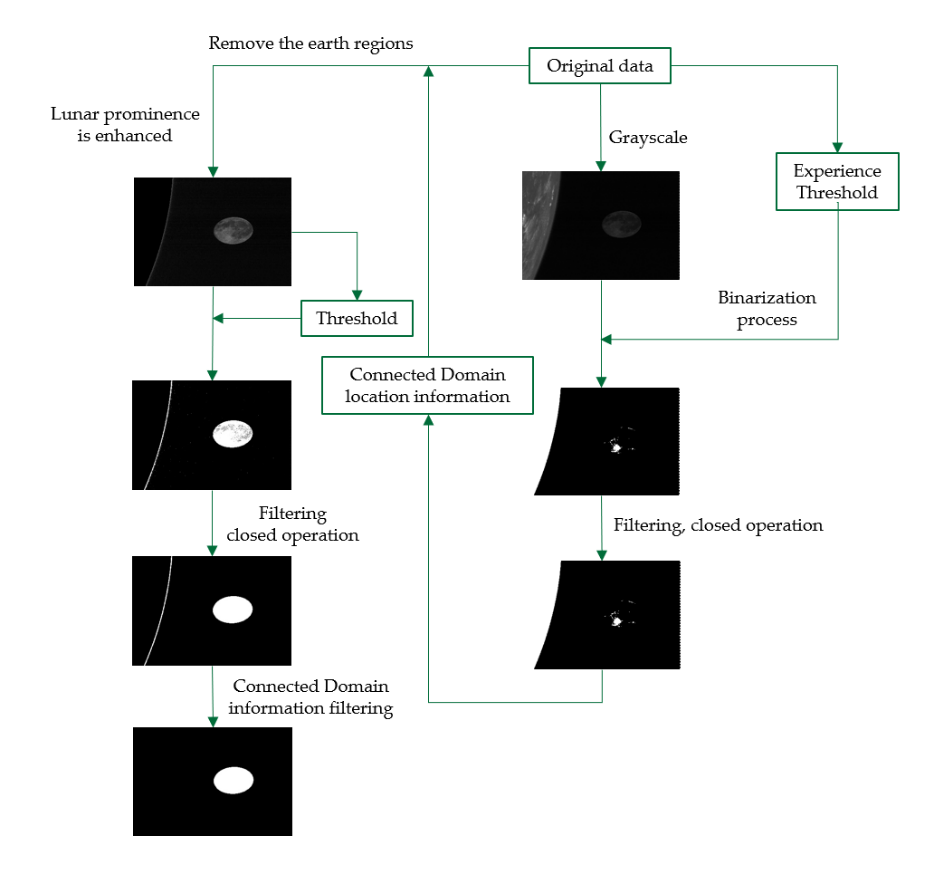 Remove the earth regions
Original data
Lunar prominence
is enhanced
Grayscale
Experience
Threshold
Threshold
Binarization
process
Connected Domain
location information
Filtering
closed operation
Filtering, closed operation
Connected Domain
information filtering